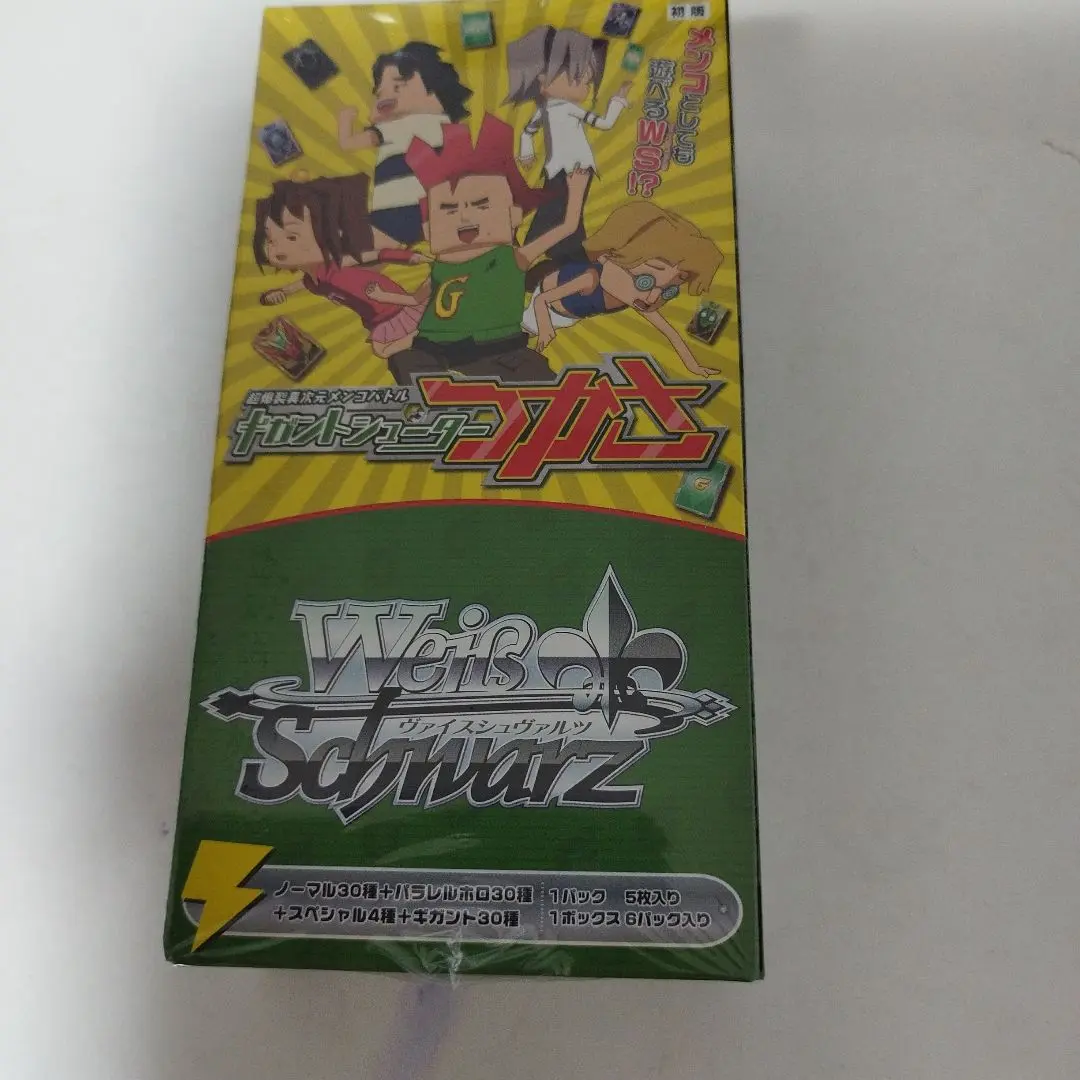 初版
メンコとしても
遊べるWS!?
超爆裂異次元メンコバトル
ギガントシューター
つかさ
G
G
Weiß
ヴァイスシュヴァルツ
Schwarz
ノーマル30種+パラレルホロ30種
+スペシャル4種+ギガント30種
1パック 5枚入り
1ボックス 6パック入り